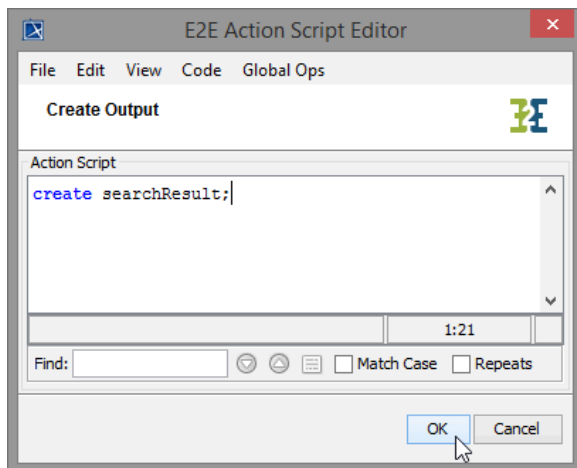 E2E Action Script Editor
File Edit View Code Global Ops
Create Output
E2E
Action Script
create searchResult;
1:21
Find: Match Case Repeats
OK Cancel